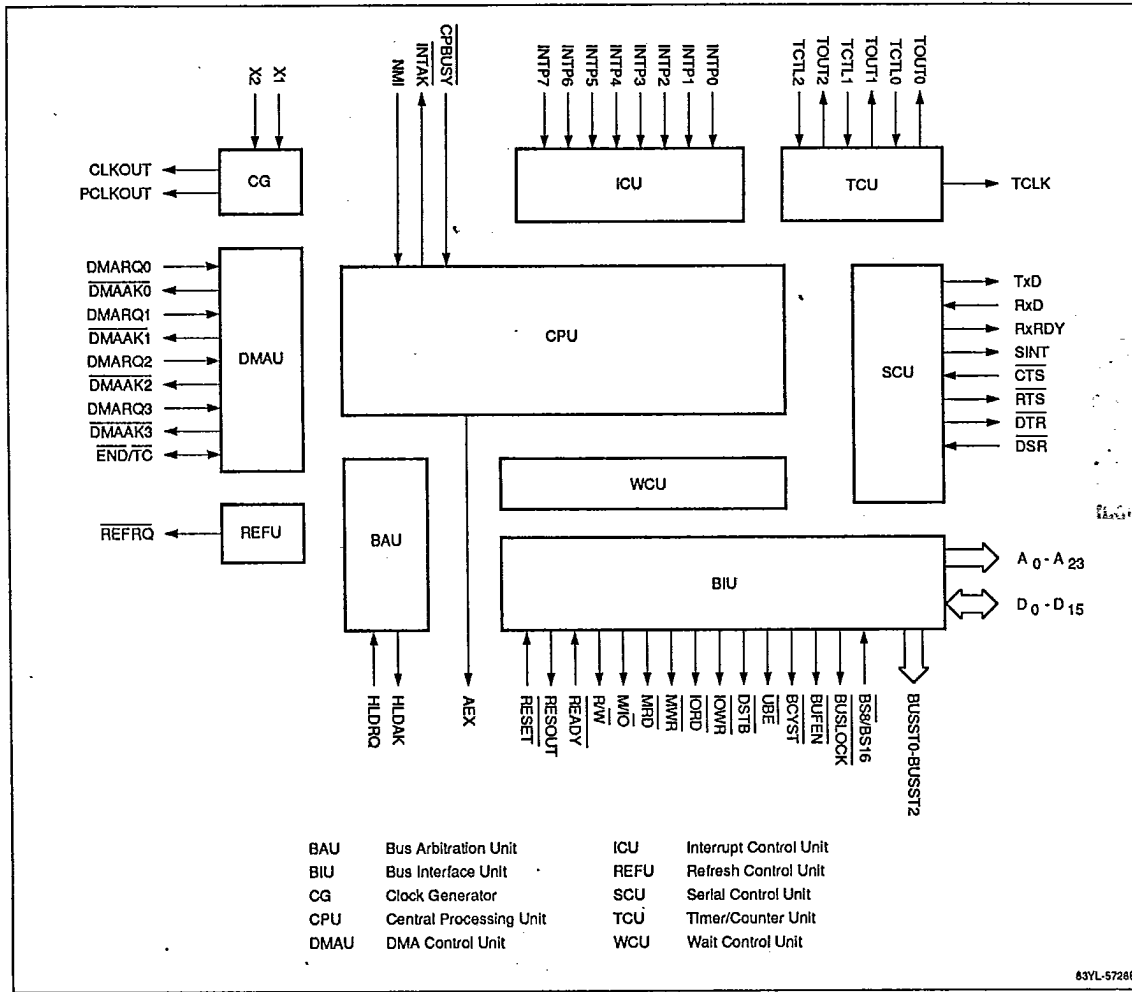 X2
X1
NMI
INTAK
CPBUSY
INTP7
INTP6
INTP5
INTP4
INTP3
INTP2
INTP1
INTP0
TCTL2
TOUT2
TCTL1
TOUT1
TCTL0
TOUT0
CLKOUT
PCLKOUT
CG
ICU
TCU
TCLK
DMARQ0
DMAAK0
DMARQ1
DMAAK1
DMARQ2
DMAAK2
DMARQ3
DMAAK3
END/TC
DMAU
CPU
SCU
TxD
RxD
RxRDY
SINT
CTS
RTS
DTR
DSR
REFRQ
REFU
BAU
WCU
BIU
A0-A23
D0-D15
HLDRQ
HLDAK
AEX
RESET
RESOUT
READY
R/W
M/IO
MRD
MWR
IORD
IOWR
DSTB
UBE
BCYST
BUFEN
BUSLOCK
BS8/BS16
BUSST0-BUSST2
BAU Bus Arbitration Unit
BIU Bus Interface Unit
CG Clock Generator
CPU Central Processing Unit
DMAU DMA Control Unit
ICU Interrupt Control Unit
REFU Refresh Control Unit
SCU Serial Control Unit
TCU Timer/Counter Unit
WCU Wait Control Unit